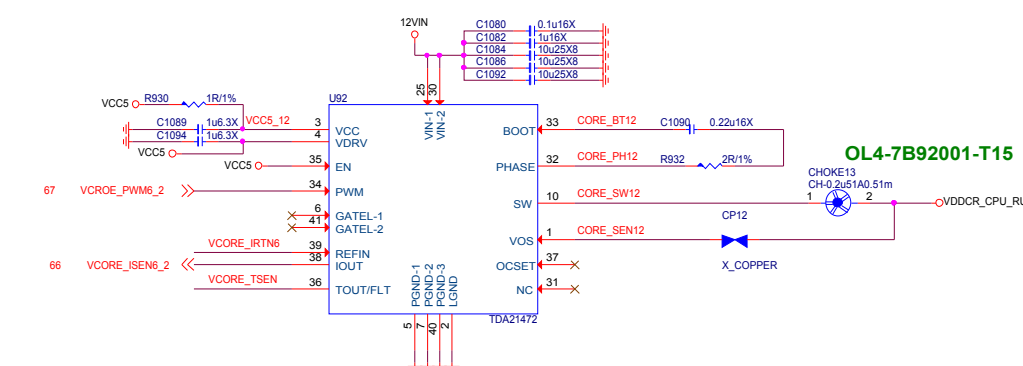 12VIN
C1080 0.1u16X
C1082 1u16X
C1084 10u25X8
C1086 10u25X8
C1092 10u25X8
25 30
VCC5 R930 1R/1%
U92
VIN-1 VIN-2
C1089 1u6.3X VCC5_12 3 VCC
C1094 1u6.3X 4 VDRV
VCC5
VCC5 35 EN
67 VCROE_PWM6_2 34 PWM
6 GATEL-1
41 GATEL-2
VCORE_IRTN6 39 REFIN
66 VCORE_ISEN6_2 38 IOUT
VCORE_TSEN 36 TOUT/FLT
BOOT 33 CORE_BT12 C1090 0.22u16X
PHASE 32 CORE_PH12 R932 2R/1%
OL4-7B92001-T15
CHOKE13
CH-0.2u51A0.51m
SW 10 CORE_SW12 1 2 VDDCR_CPU_RU
CP12
VOS 1 CORE_SEN12
X_COPPER
OCSET 37
NC 31
PGND-1 PGND-2 PGND-3 LGND
TDA21472
5 7 40 2